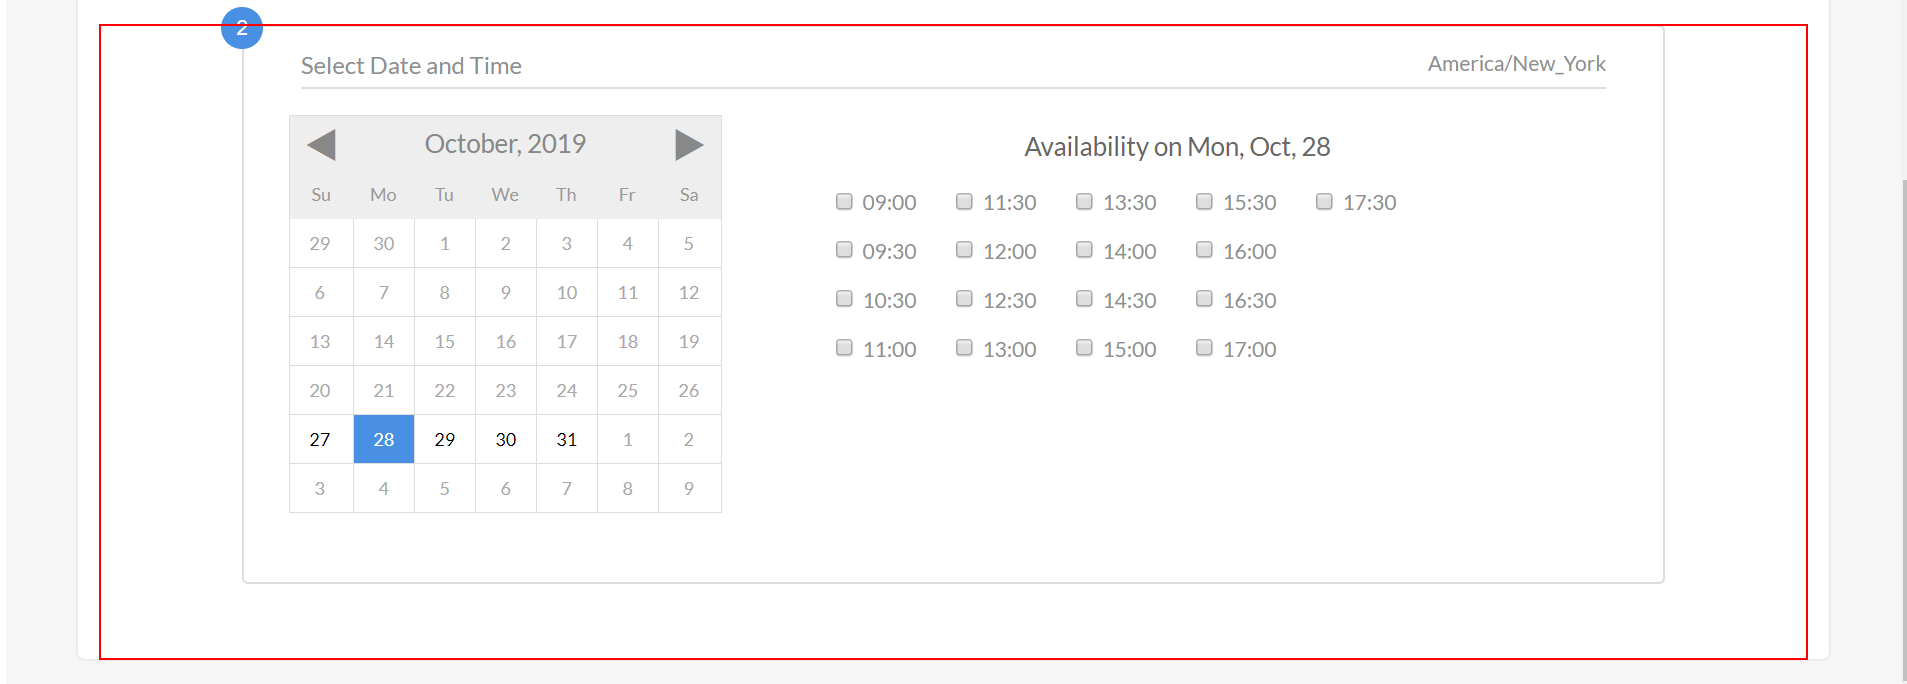 2
Select Date and Time
America/New_York
October, 2019
Su Mo Tu We Th Fr Sa
29 30 1 2 3 4 5
6 7 8 9 10 11 12
13 14 15 16 17 18 19
20 21 22 23 24 25 26
27 28 29 30 31 1 2
3 4 5 6 7 8 9
Availability on Mon, Oct, 28
09:00 11:30 13:30 15:30 17:30
09:30 12:00 14:00 16:00
10:30 12:30 14:30 16:30
11:00 13:00 15:00 17:00